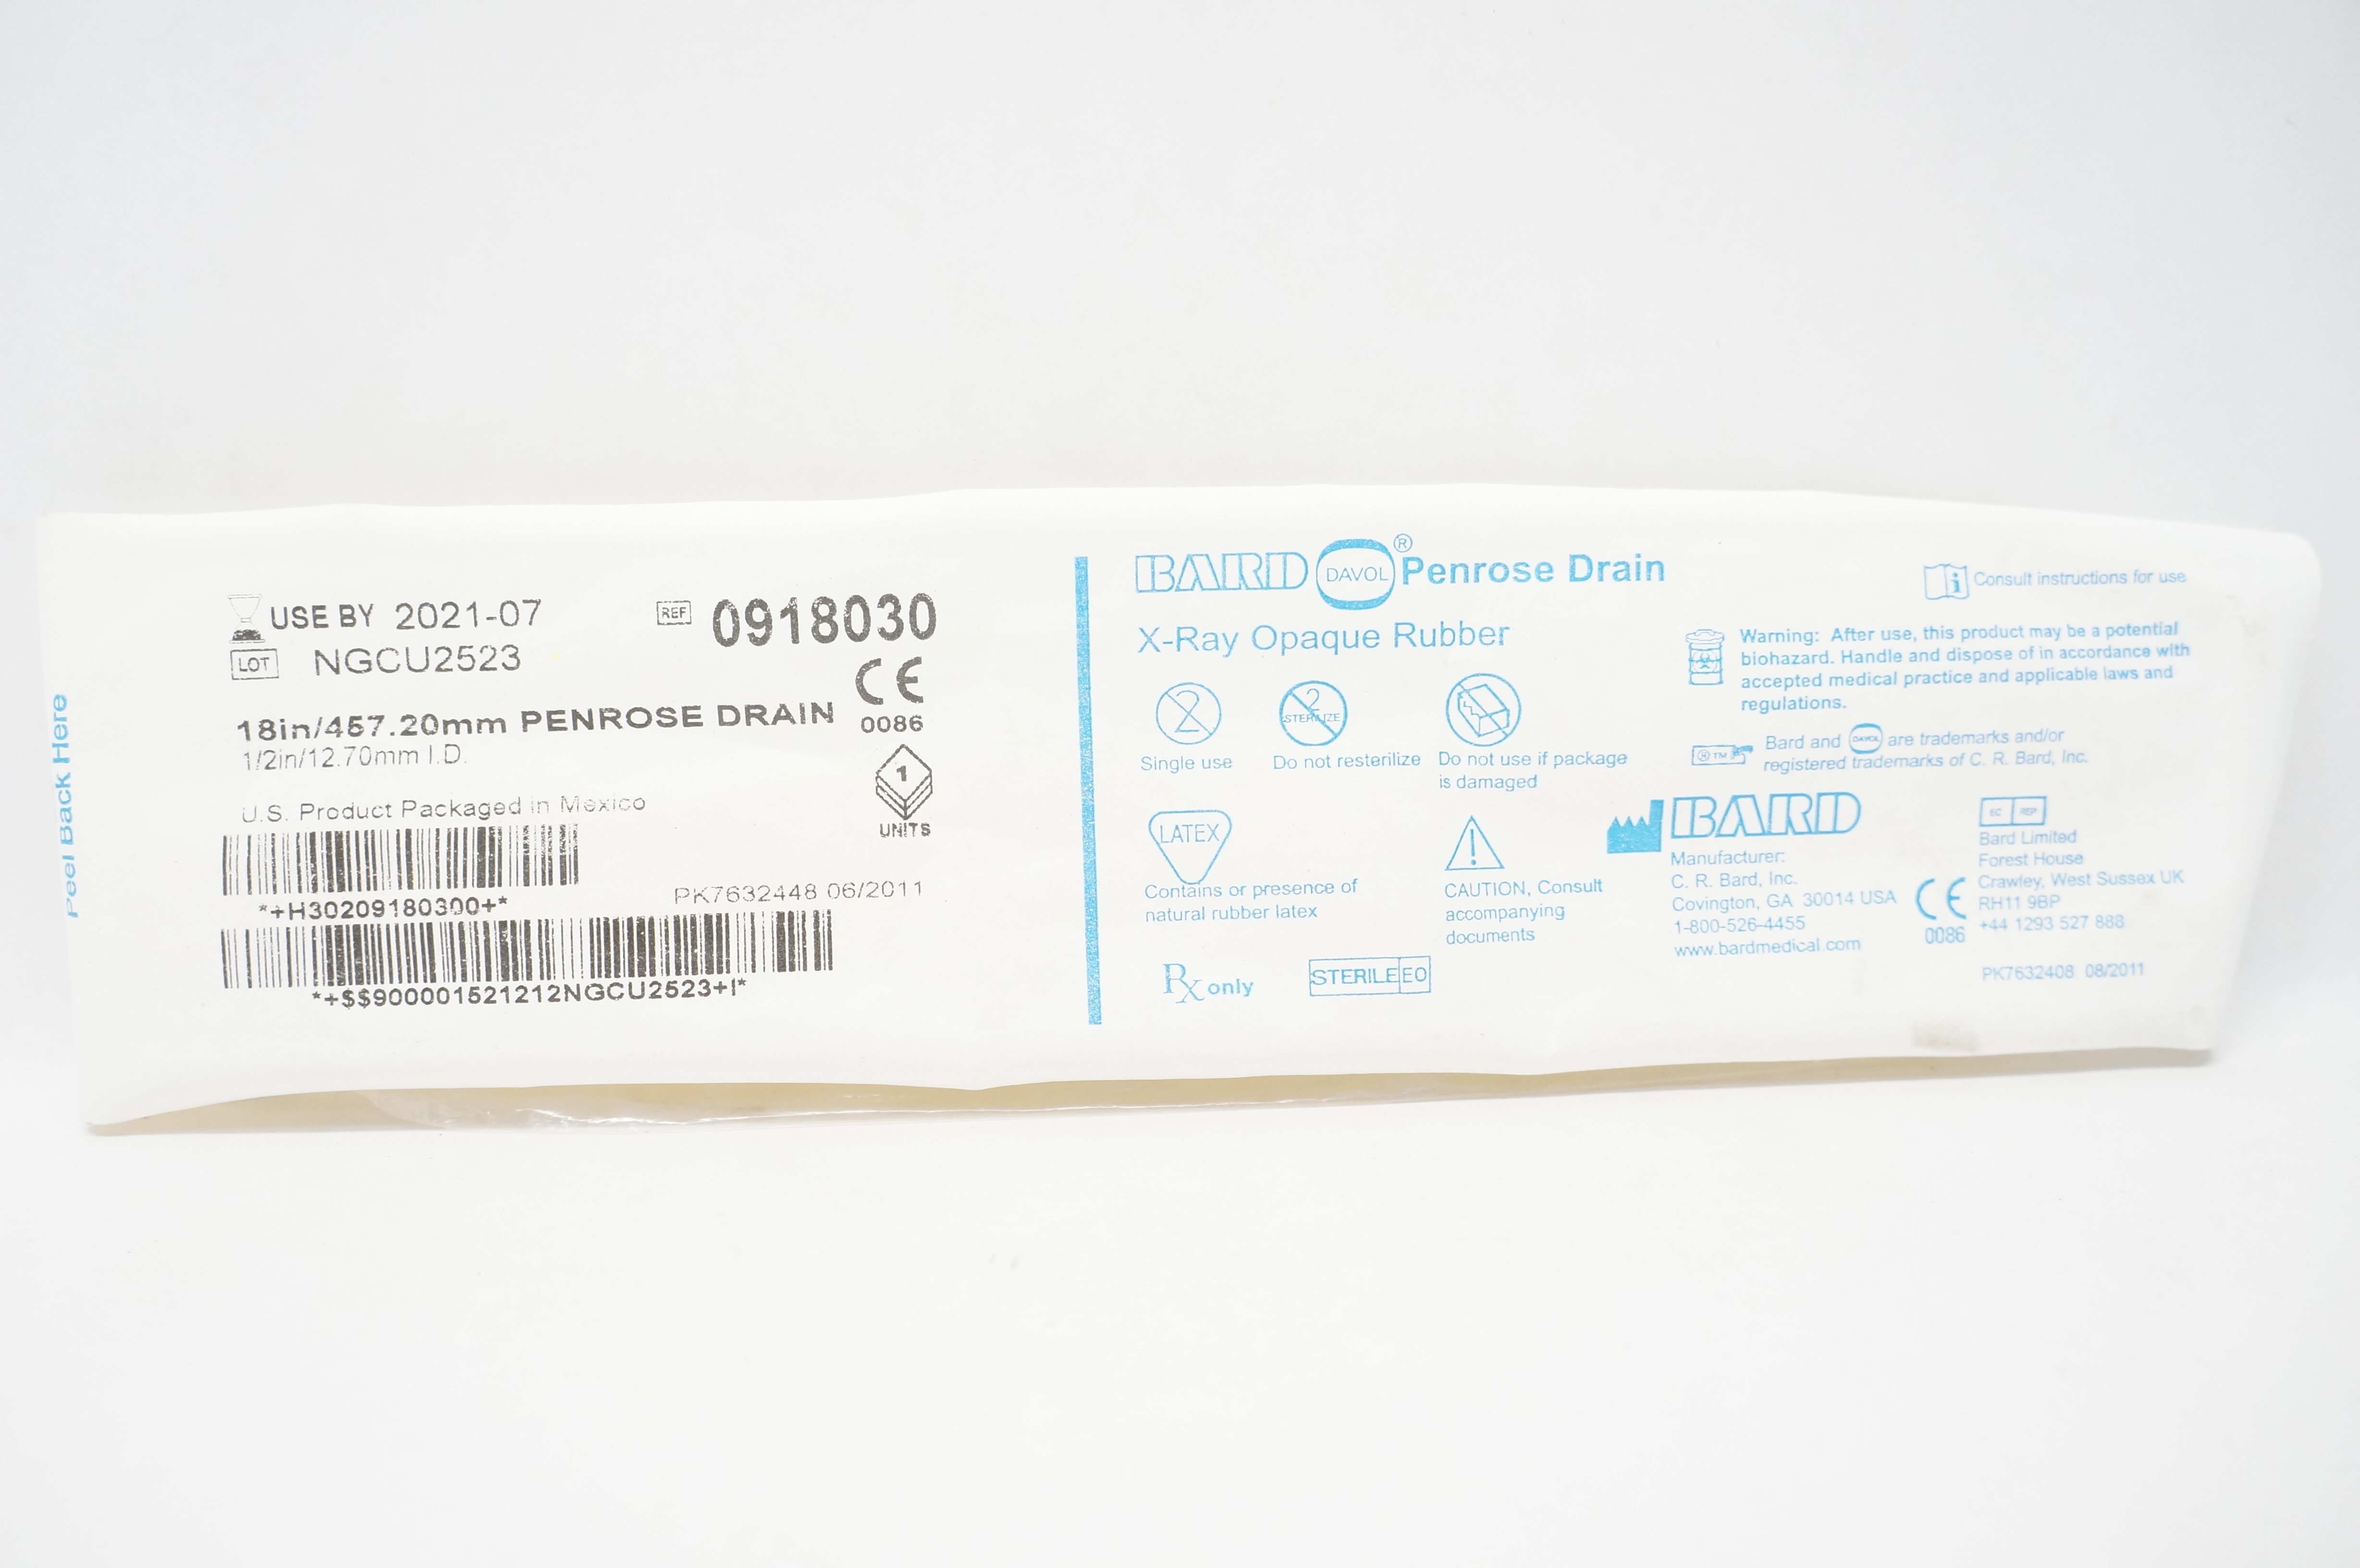 Peel Back Here
USE BY 2021-07
LOT NGCU2523
REF 0918030
CE
0086
18in/457.20mm PENROSE DRAIN
1/2in/12.70mm I.D.
1
UNITS
U.S. Product Packaged in Mexico
*+H30209180300+*
PK7632448 06/2011
*+$$900001521212NGCU2523+I*
BARD DAVOL® Penrose Drain
X-Ray Opaque Rubber
2
Single use
2
STERILIZE
Do not resterilize
Do not use if package
is damaged
LATEX
Contains or presence of
natural rubber latex
!
CAUTION, Consult
accompanying
documents
Rx only
STERILE EO
i Consult instructions for use
Warning: After use, this product may be a potential
biohazard. Handle and dispose of in accordance with
accepted medical practice and applicable laws and
regulations.
® TM
Bard and DAVOL are trademarks and/or
registered trademarks of C. R. Bard, Inc.
BARD
Manufacturer:
C. R. Bard, Inc.
Covington, GA 30014 USA
1-800-526-4455
www.bardmedical.com
CE
0086
EC REP
Bard Limited
Forest House
Crawley, West Sussex UK
RH11 9BP
+44 1293 527 888
PK7632408 08/2011